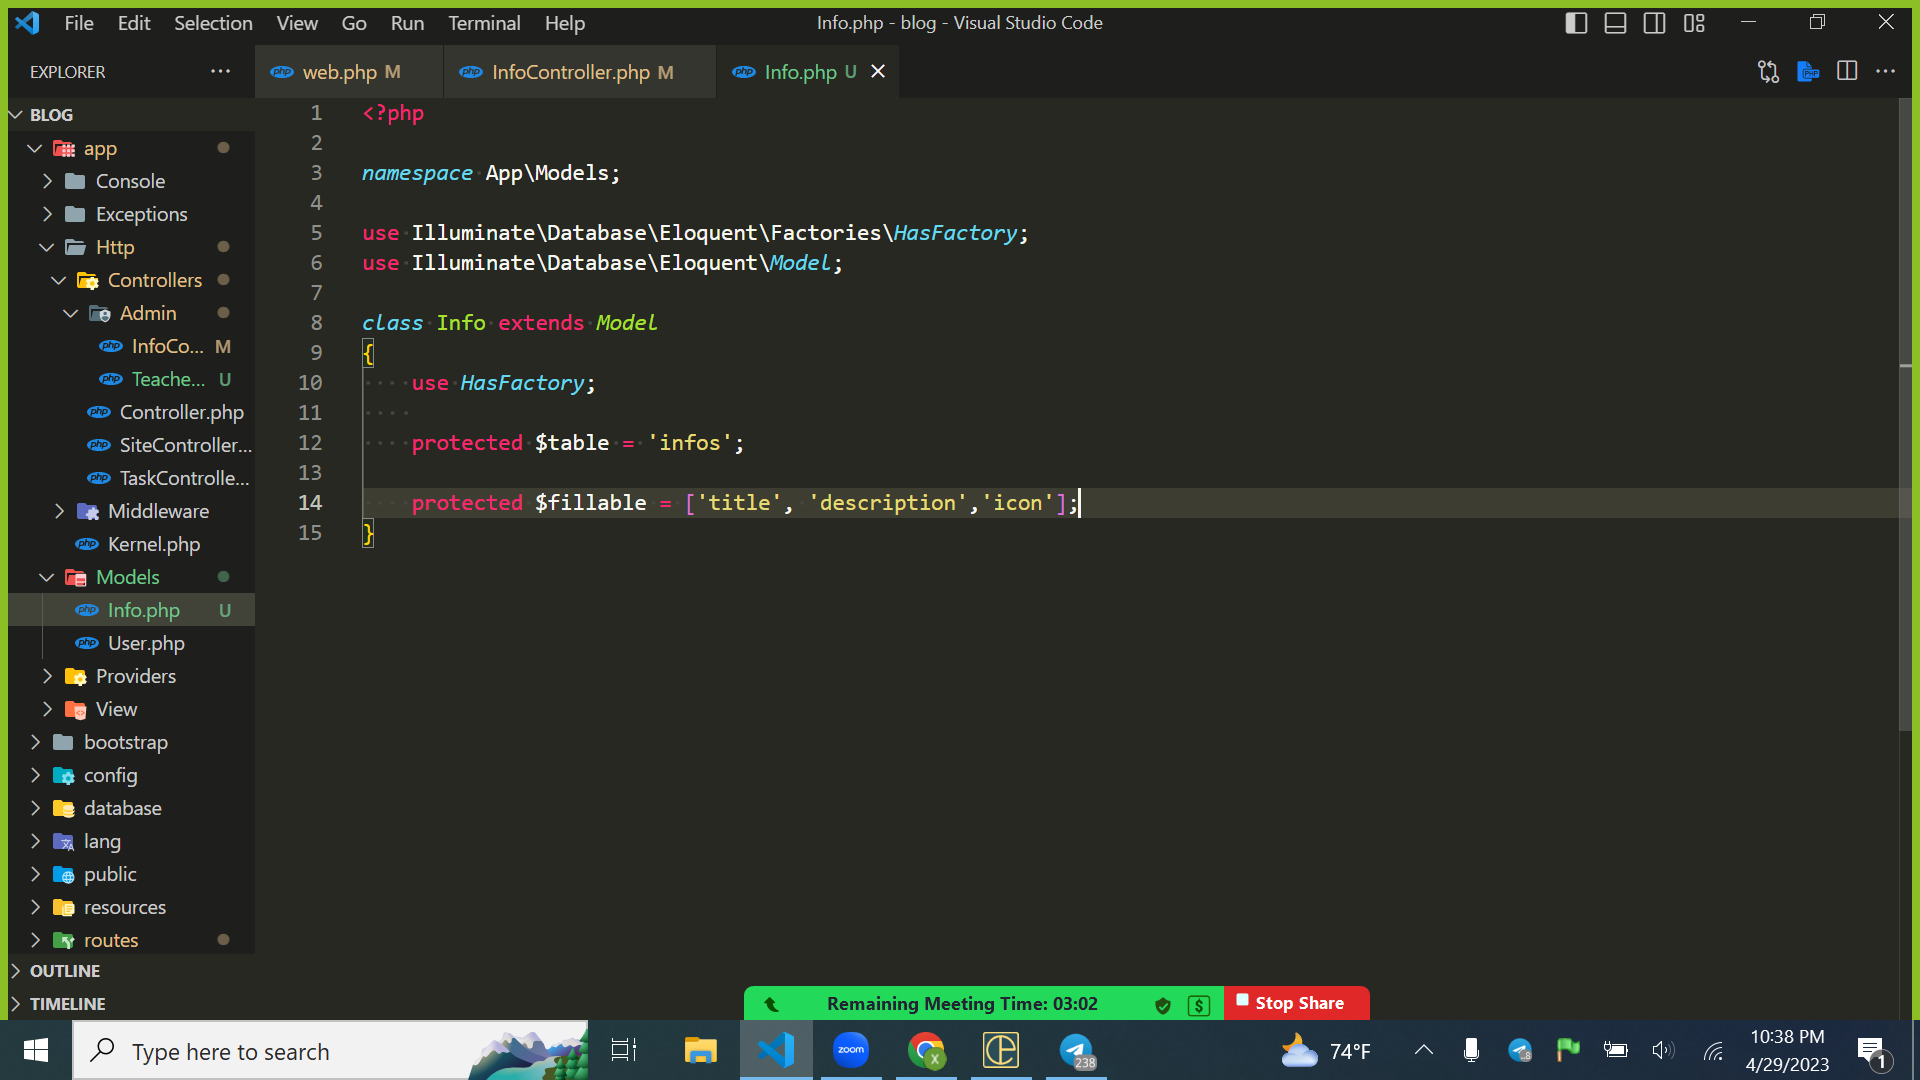 File Edit Selection View Go Run Terminal Help
Info.php - blog - Visual Studio Code
EXPLORER
web.php M
InfoController.php M
Info.php U
BLOG
app
Console
Exceptions
Http
Controllers
Admin
InfoCo... M
Teache... U
Controller.php
SiteController...
TaskControlle...
Middleware
Kernel.php
Models
Info.php U
User.php
Providers
View
bootstrap
config
database
lang
public
resources
routes
OUTLINE
TIMELINE
1 <?php
2
3 namespace App\Models;
4
5 use Illuminate\Database\Eloquent\Factories\HasFactory;
6 use Illuminate\Database\Eloquent\Model;
7
8 class Info extends Model
9 {
10 use HasFactory;
11
12 protected $table = 'infos';
13
14 protected $fillable = ['title', 'description','icon'];
15 }
Remaining Meeting Time: 03:02
$
Stop Share
Type here to search
zoom
X
238
74°F
8
10:38 PM
4/29/2023
1